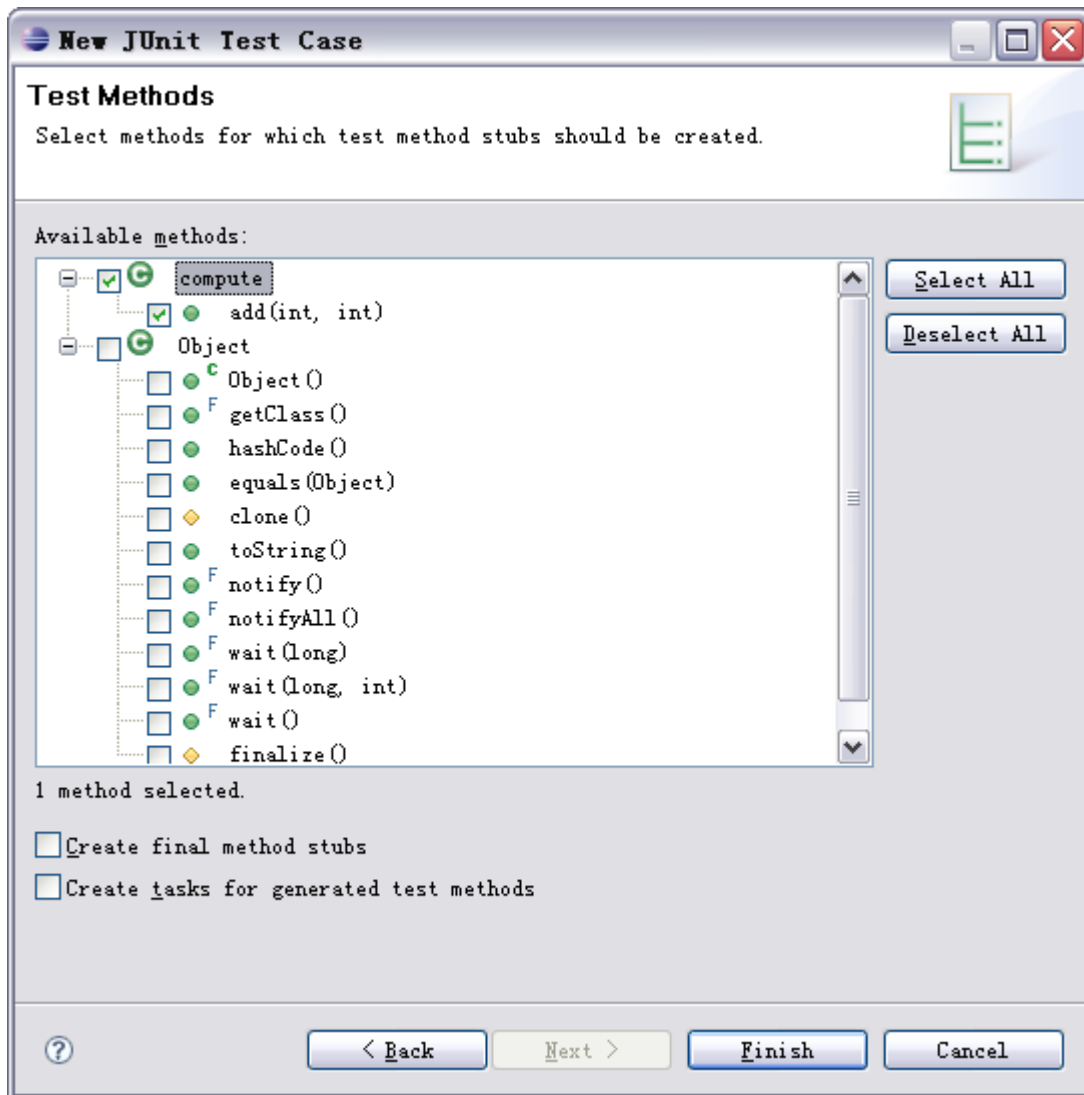 New JUnit Test Case
Test Methods
Select methods for which test method stubs should be created.
Available methods:
compute
Select All
add(int, int)
Deselect All
Object
C Object()
F getClass()
hashCode()
equals(Object)
clone()
toString()
F notify()
F notifyAll()
F wait(long)
F wait(long, int)
F wait()
finalize()
1 method selected.
Create final method stubs
Create tasks for generated test methods
< Back Next > Finish Cancel